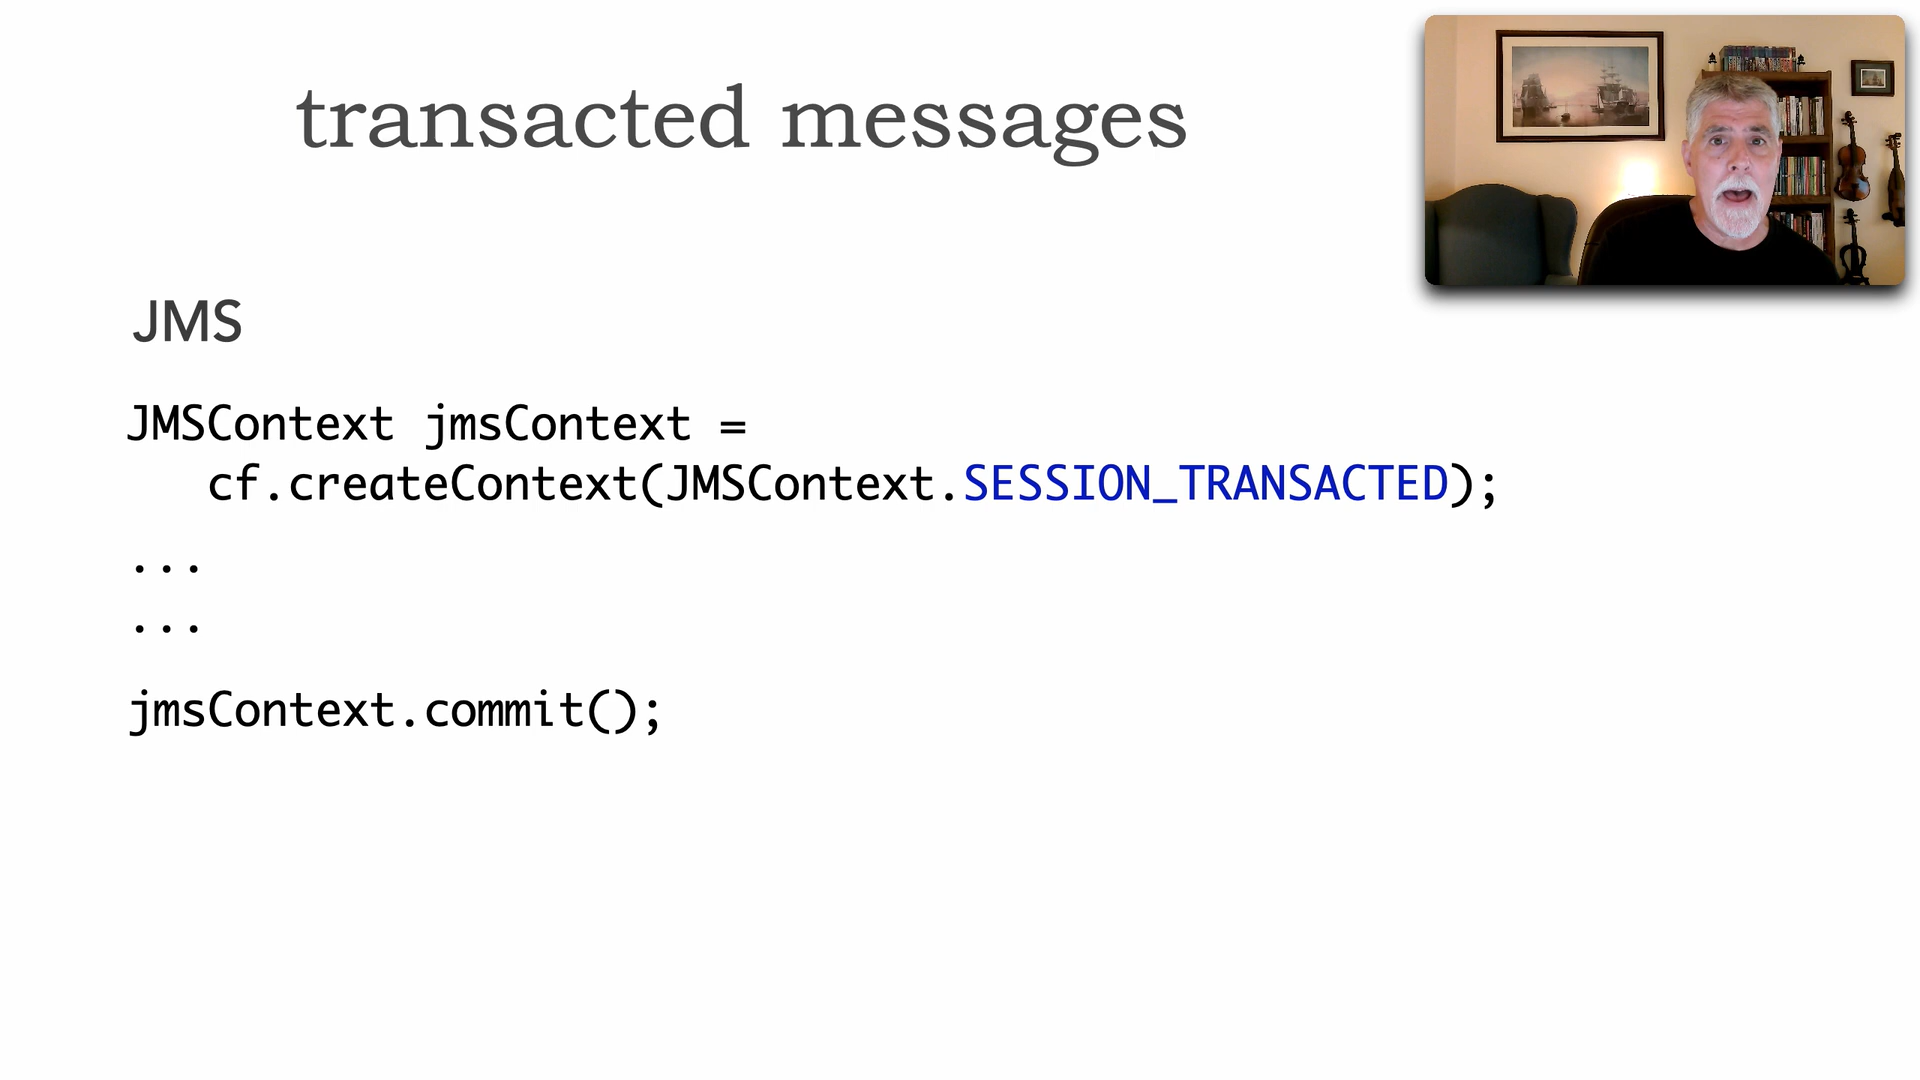 transacted messages
JMS
JMSContext jmsContext =
cf.createContext(JMSContext.SESSION_TRANSACTED);
...
...
jmsContext.commit();